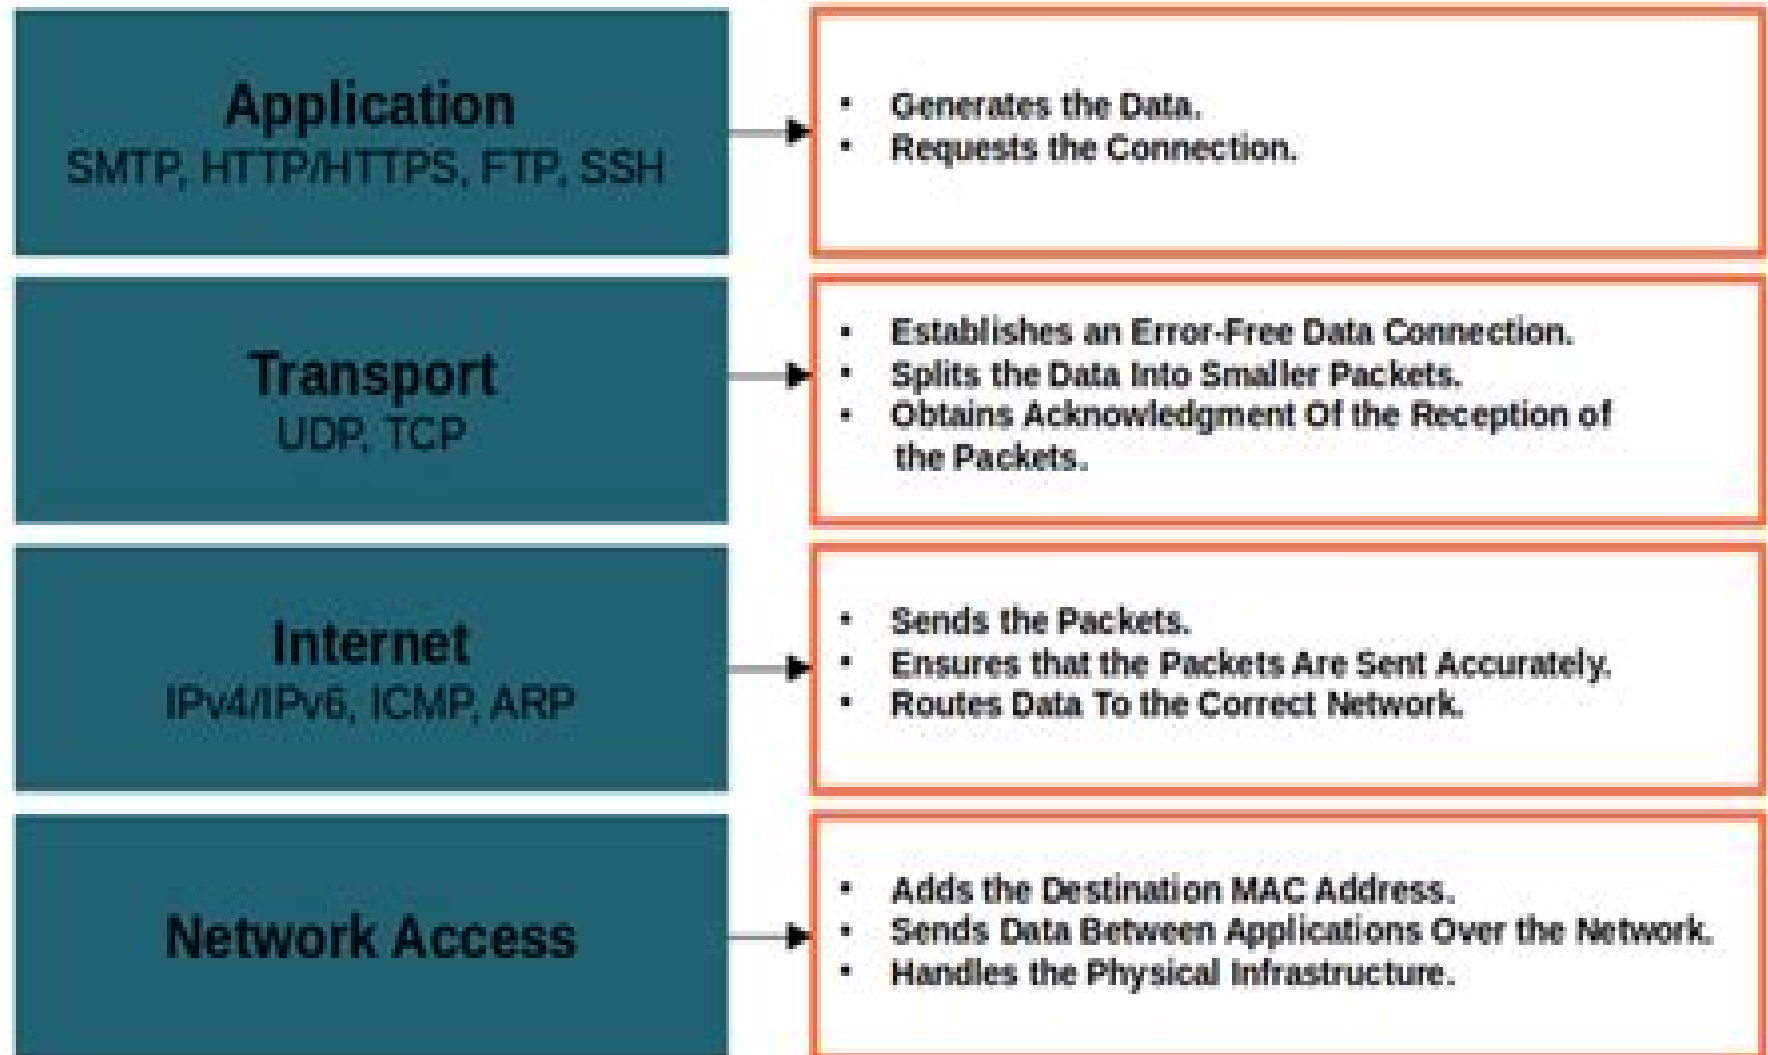 Application
SMTP, HTTP/HTTPS, FTP, SSH
• Generates the Data.
• Requests the Connection.
Transport
UDP, TCP
• Establishes an Error-Free Data Connection.
• Splits the Data Into Smaller Packets.
• Obtains Acknowledgment Of the Reception of
the Packets.
Internet
IPv4/IPv6, ICMP, ARP
• Sends the Packets.
• Ensures that the Packets Are Sent Accurately.
• Routes Data To the Correct Network.
Network Access
• Adds the Destination MAC Address.
• Sends Data Between Applications Over the Network.
• Handles the Physical Infrastructure.